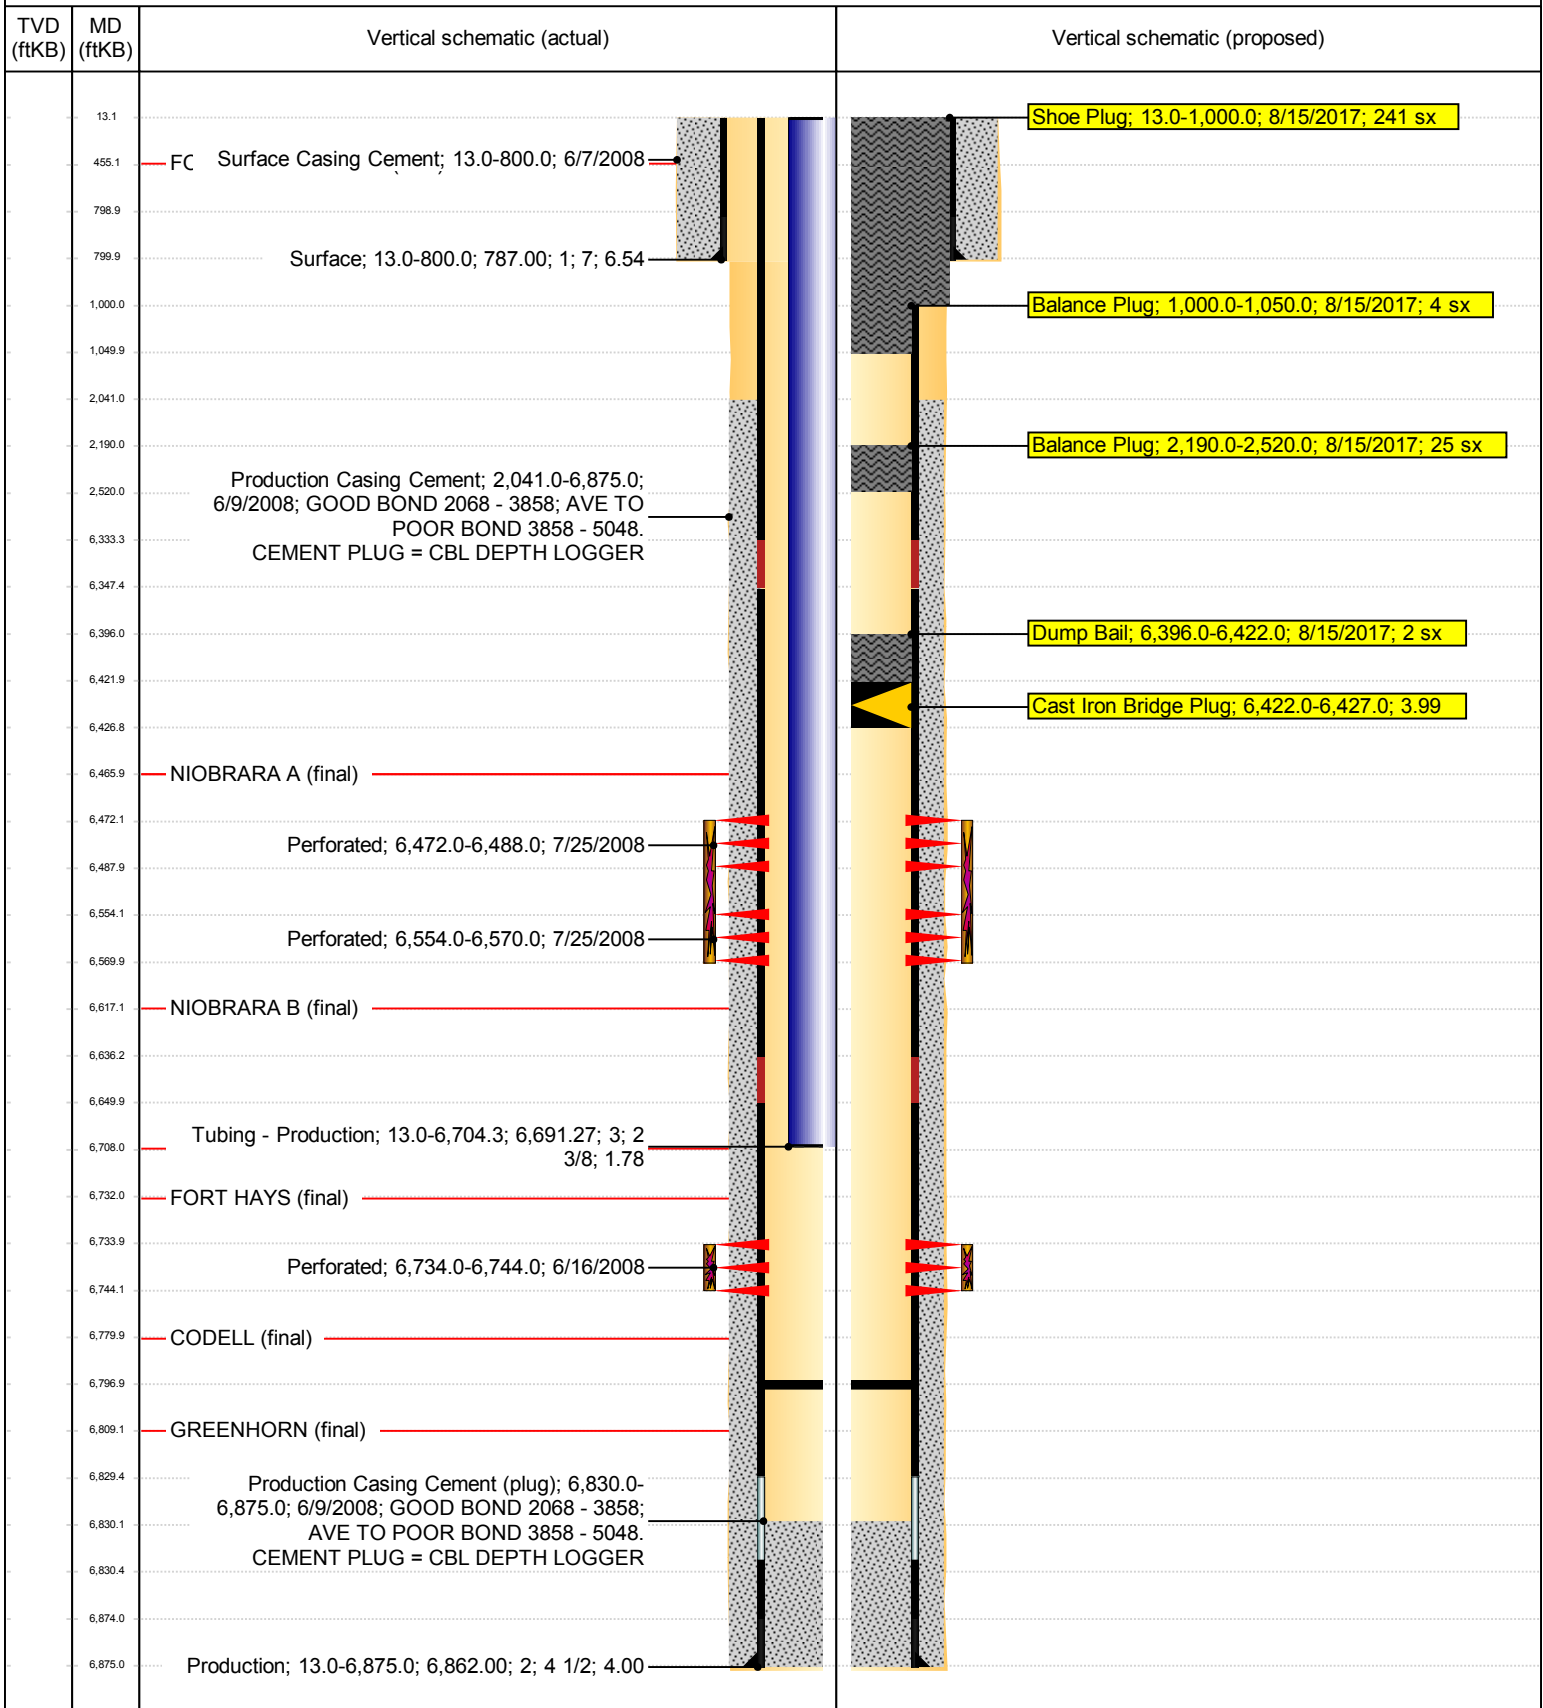 TVD (ftKB)
MD (ftKB)
Vertical schematic (actual)
Vertical schematic (proposed)
13.1
Shoe Plug; 13.0-1,000.0; 8/15/2017; 241 sx
455.1
Surface Casing Cement; 13.0-800.0; 6/7/2008
798.9
799.9
Surface; 13.0-800.0; 787.00; 1; 7; 6.54
1,000.0
Balance Plug; 1,000.0-1,050.0; 8/15/2017; 4 sx
1,049.9
2,041.0
2,190.0
Balance Plug; 2,190.0-2,520.0; 8/15/2017; 25 sx
Production Casing Cement; 2,041.0-6,875.0;
6/9/2008; GOOD BOND 2068 - 3858; AVE TO
POOR BOND 3858 - 5048.
CEMENT PLUG = CBL DEPTH LOGGER
2,520.0
6,333.3
6,347.4
6,396.0
Dump Bail; 6,396.0-6,422.0; 8/15/2017; 2 sx
6,421.9
Cast Iron Bridge Plug; 6,422.0-6,427.0; 3.99
6,426.8
6,465.9
NIOBRARA A (final)
6,472.1
Perforated; 6,472.0-6,488.0; 7/25/2008
6,487.9
6,554.1
Perforated; 6,554.0-6,570.0; 7/25/2008
6,569.9
6,617.1
NIOBRARA B (final)
6,636.2
6,649.9
Tubing - Production; 13.0-6,704.3; 6,691.27; 3; 2
3/8; 1.78
6,708.0
6,732.0
FORT HAYS (final)
6,733.9
Perforated; 6,734.0-6,744.0; 6/16/2008
6,744.1
6,779.9
CODELL (final)
6,796.9
6,809.1
GREENHORN (final)
6,829.4
Production Casing Cement (plug); 6,830.0-
6,875.0; 6/9/2008; GOOD BOND 2068 - 3858;
AVE TO POOR BOND 3858 - 5048.
CEMENT PLUG = CBL DEPTH LOGGER
6,830.1
6,830.4
6,874.0
6,875.0
Production; 13.0-6,875.0; 6,862.00; 2; 4 1/2; 4.00